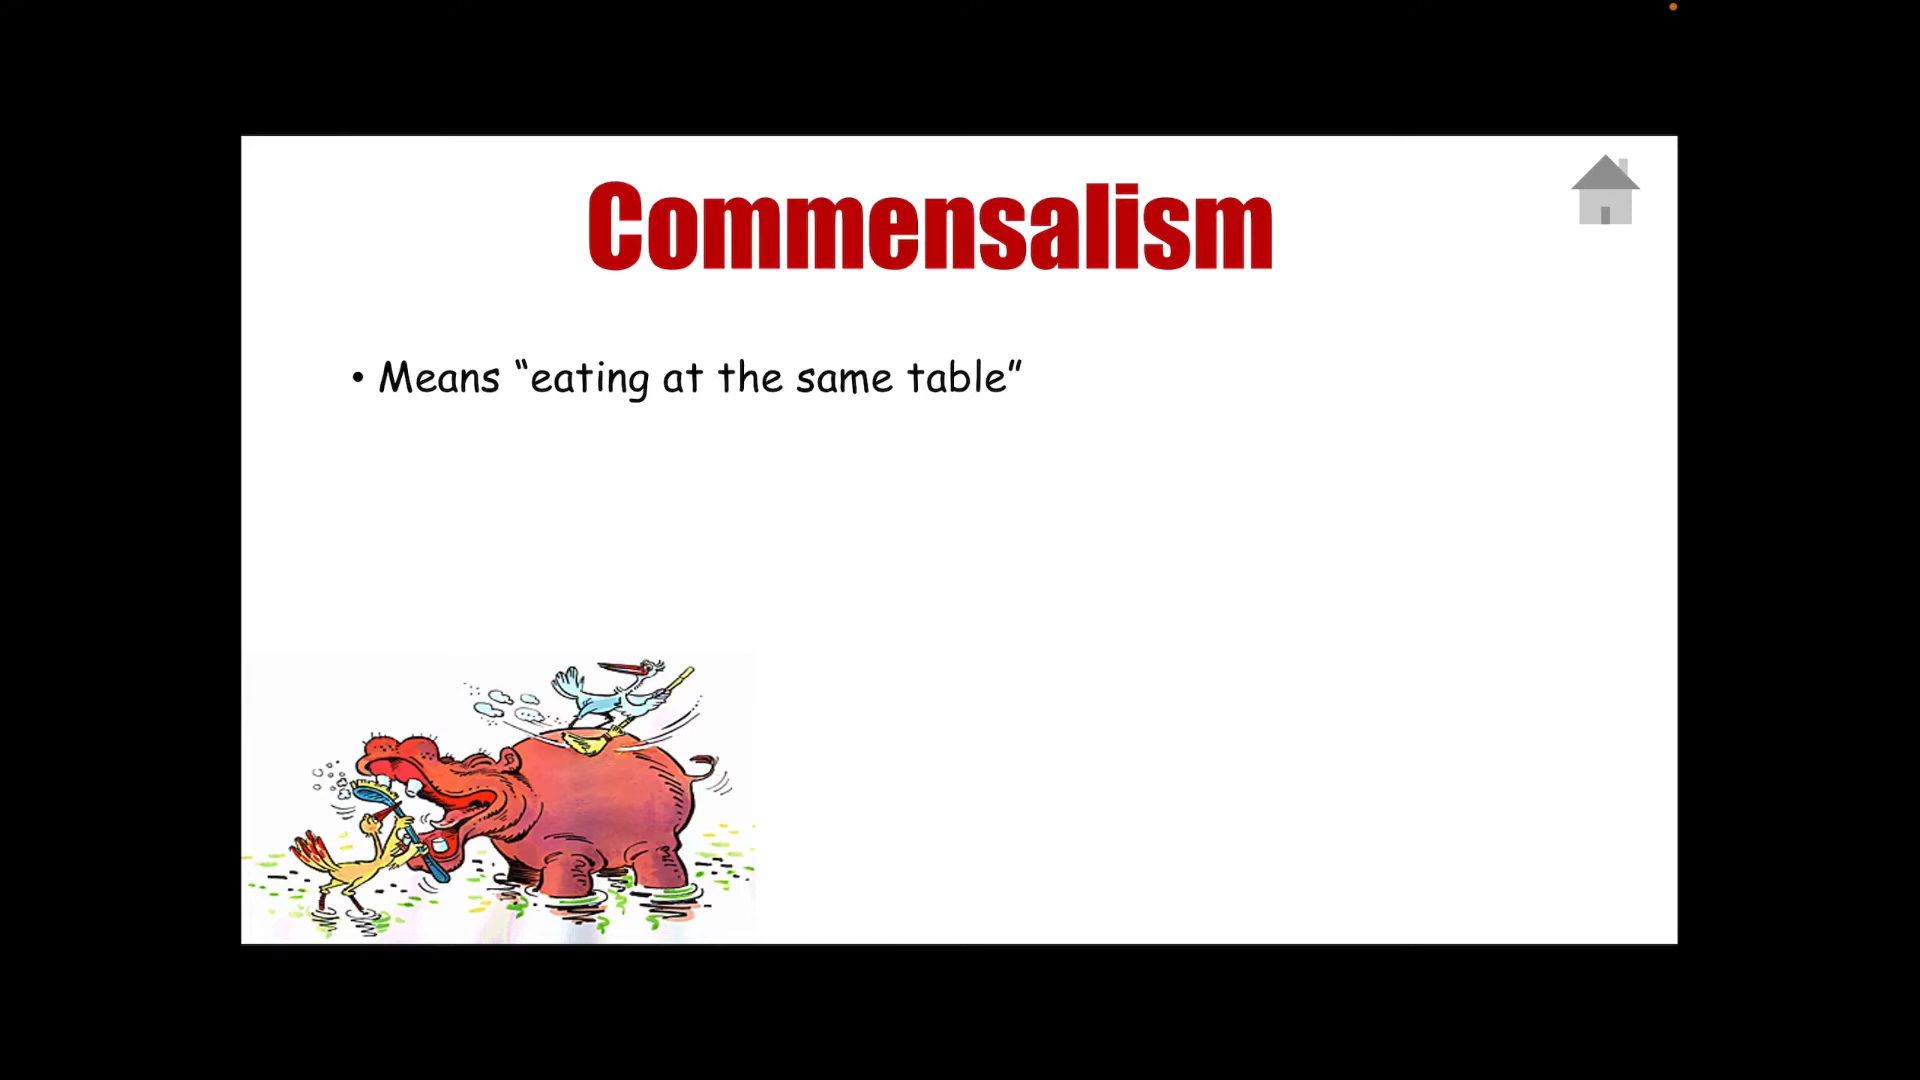 Commensalism
• Means “eating at the same table”